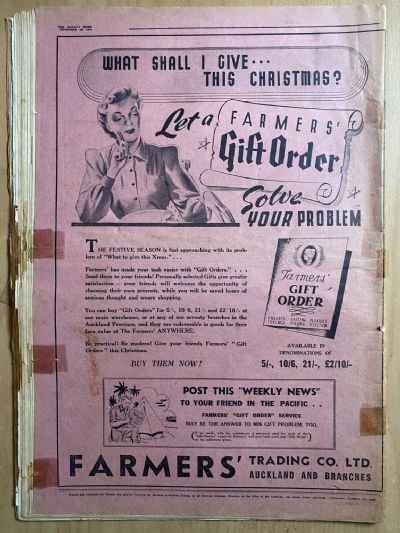 WHAT SHALL I GIVE...
THIS CHRISTMAS?
Let a FARMERS'
Gift Order
Solve
YOUR PROBLEM
THE FESTIVE SEASON is fast approaching with its prob-
lem of "What to give this Xmas." . . .
Farmers' has made your task easier with "Gift Orders." . . .
Send them to your friends! Personally selected Gifts give greater
satisfaction — your friends will welcome the opportunity of
choosing their own presents, while you will be saved hours of
anxious thought and weary shopping.
You can buy "Gift Orders" for 5/-, 10/6, 21/- and £2/10/- at
our main warehouses, or at any of our seventy branches in the
Auckland Province, and they are redeemable in goods for their
face value at The Farmers' ANYWHERE.
Be practical! Be modern! Give your friends Farmers' "Gift
Orders" this Christmas.
BUY THEM NOW!
Farmers'
GIFT
ORDER
AVAILABLE IN
DENOMINATIONS OF
5/-, 10/6, 21/-, £2/10/-
POST THIS "WEEKLY NEWS"
TO YOUR FRIEND IN THE PACIFIC . . .
FARMERS' "GIFT ORDER" SERVICE
MAY BE THE ANSWER TO HIS GIFT PROBLEM, TOO.
FARMERS' TRADING CO. LTD.
AUCKLAND AND BRANCHES